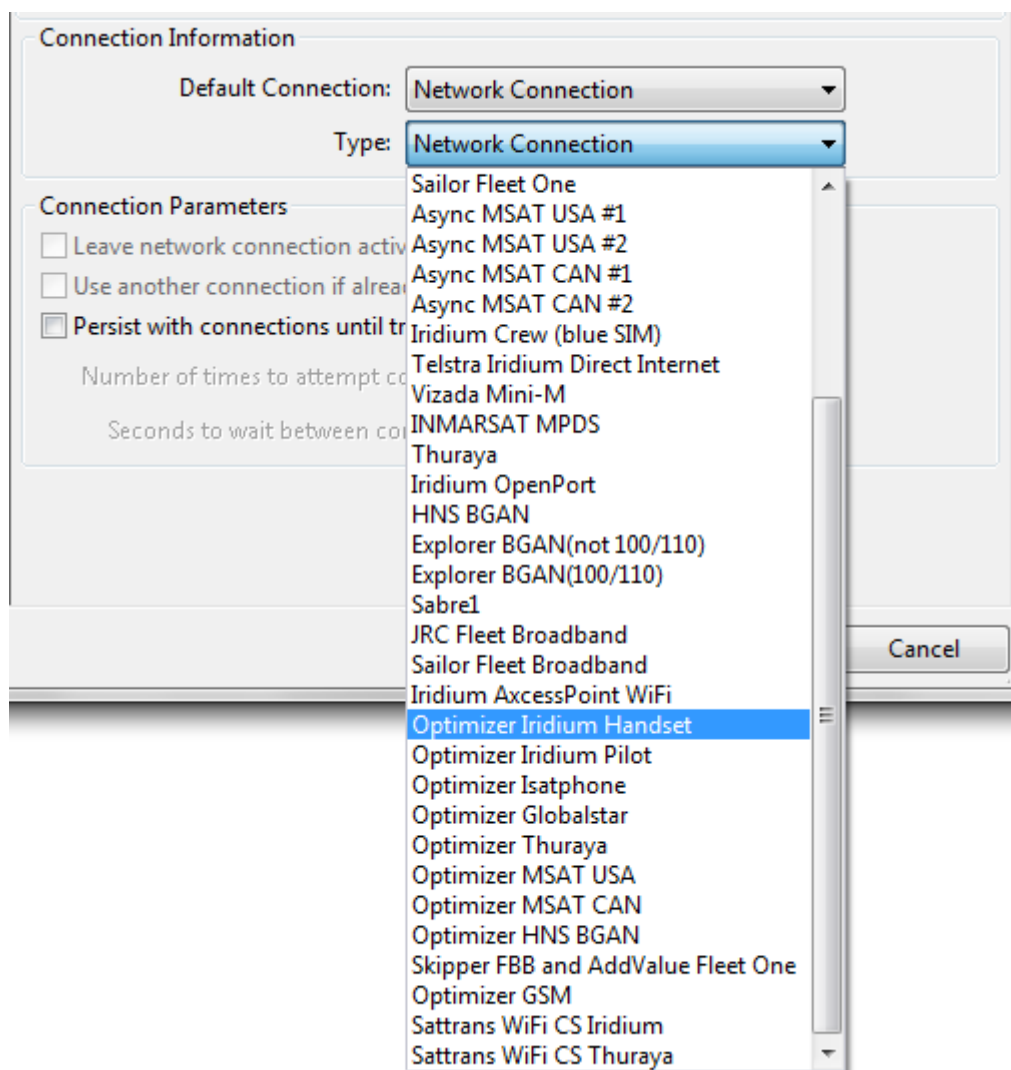 Connection Information
Default Connection: Network Connection
Type: Network Connection
Sailor Fleet One
Connection Parameters
Async MSAT USA #1
Leave network connection activ
Async MSAT USA #2
Async MSAT CAN #1
Use another connection if alrea
Async MSAT CAN #2
Persist with connections until tr
Iridium Crew (blue SIM)
Telstra Iridium Direct Internet
Number of times to attempt co
Vizada Mini-M
INMARSAT MPDS
Seconds to wait between con
Thuraya
Iridium OpenPort
HNS BGAN
Explorer BGAN(not 100/110)
Explorer BGAN(100/110)
Sabre1
JRC Fleet Broadband
Cancel
Sailor Fleet Broadband
Iridium AxcessPoint WiFi
Optimizer Iridium Handset
Optimizer Iridium Pilot
Optimizer Isatphone
Optimizer Globalstar
Optimizer Thuraya
Optimizer MSAT USA
Optimizer MSAT CAN
Optimizer HNS BGAN
Skipper FBB and AddValue Fleet One
Optimizer GSM
Sattrans WiFi CS Iridium
Sattrans WiFi CS Thuraya